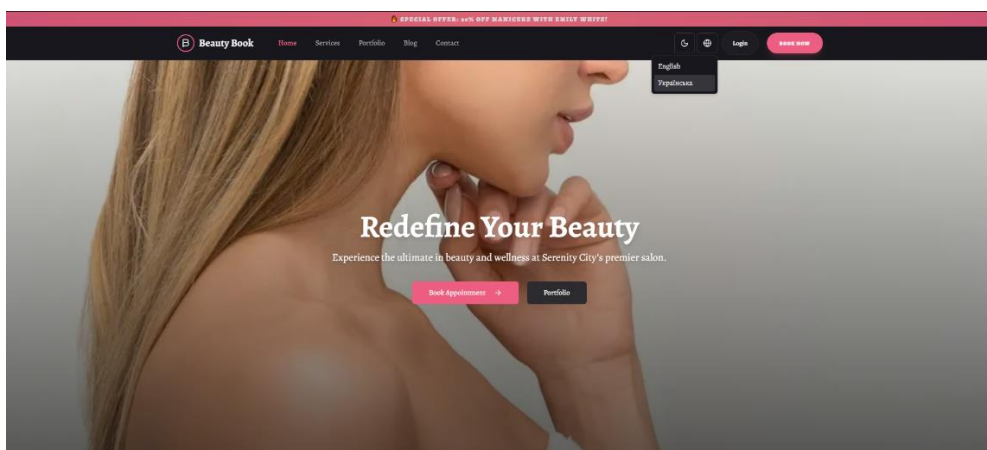 🔥 SPECIAL OFFER: 20% OFF MANICURE WITH EMILY WHITE!
B Beauty Book Home Services Portfolio Blog Contact Login BOOK NOW
English
Українська
Redefine Your Beauty
Experience the ultimate in beauty and wellness at Serenity City's premier salon.
Book Appointment → Portfolio